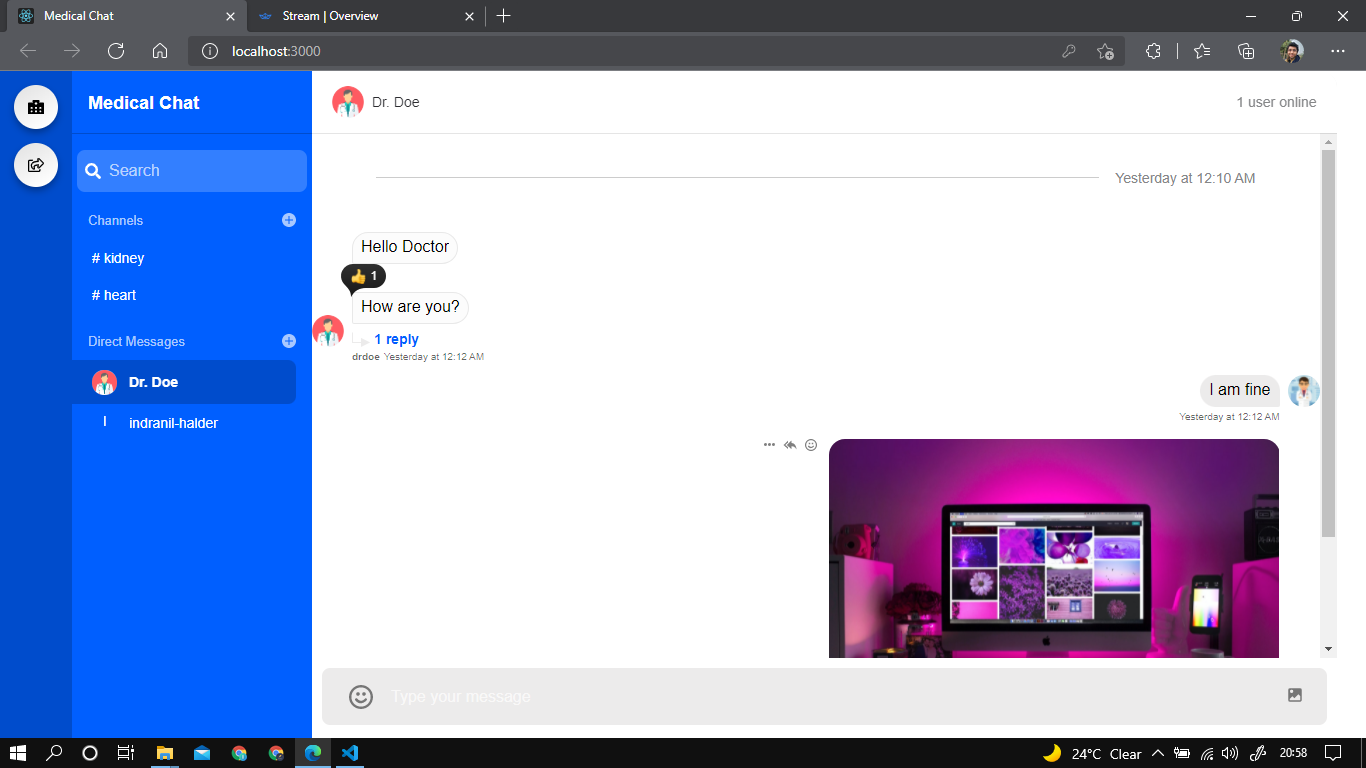 Medical Chat
Stream | Overview
localhost:3000
Medical Chat
Search
Channels
# kidney
# heart
Direct Messages
Dr. Doe
I
indranil-halder
Dr. Doe
1 user online
Yesterday at 12:10 AM
Hello Doctor
👍 1
How are you?
1 reply
drdoe Yesterday at 12:12 AM
I am fine
Yesterday at 12:12 AM
Type your message
24°C Clear
20:58